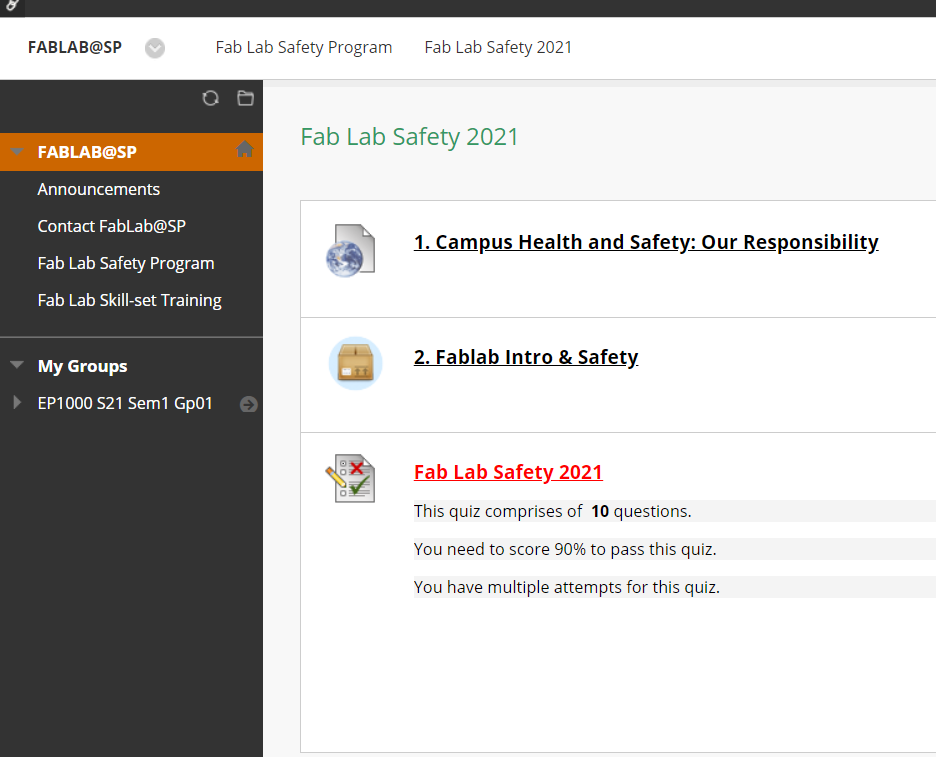 FABLAB@SP
Fab Lab Safety Program
Fab Lab Safety 2021
FABLAB@SP
Announcements
Contact FabLab@SP
Fab Lab Safety Program
Fab Lab Skill-set Training
My Groups
EP1000 S21 Sem1 Gp01
Fab Lab Safety 2021
1. Campus Health and Safety: Our Responsibility
2. Fablab Intro & Safety
Fab Lab Safety 2021
This quiz comprises of 10 questions.
You need to score 90% to pass this quiz.
You have multiple attempts for this quiz.